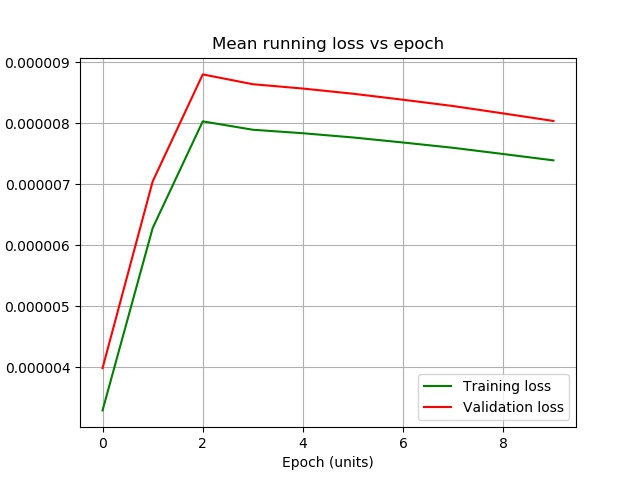 Mean running loss vs epoch
0.000009
0.000008
0.000007
0.000006
0.000005
0.000004
0 2 4 6 8
Epoch (units)
Training loss
Validation loss